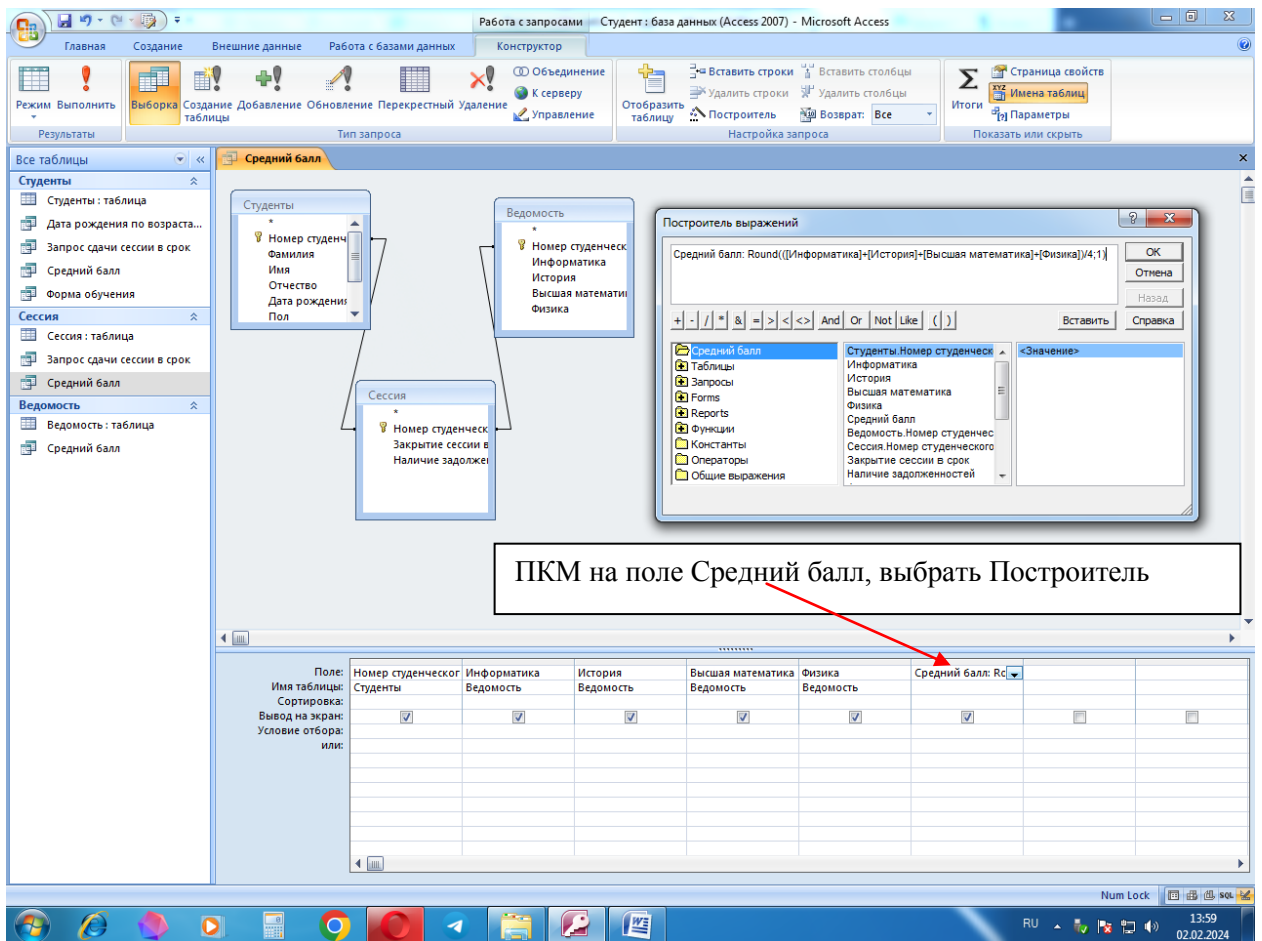 Работа с запросами Студент : база данных (Access 2007) - Microsoft Access
Главная Создание Внешние данные Работа с базами данных Конструктор
Режим
Выполнить
Результаты
Выборка
Создание таблицы
Добавление
Обновление
Перекрестный
Удаление
Объединение
К серверу
Управление
Тип запроса
Отобразить таблицу
Вставить строки
Удалить строки
Построитель
Вставить столбцы
Удалить столбцы
Возврат: Все
Настройка запроса
Итоги
Страница свойств
Имена таблиц
Параметры
Показать или скрыть
Все таблицы
Студенты
Студенты : таблица
Дата рождения по возраста...
Запрос сдачи сессии в срок
Средний балл
Форма обучения
Сессия
Сессия : таблица
Запрос сдачи сессии в срок
Средний балл
Ведомость
Ведомость : таблица
Средний балл
Средний балл
Студенты
*
Номер студенч
Фамилия
Имя
Отчество
Дата рождения
Пол
Ведомость
*
Номер студенческ
Информатика
История
Высшая математи
Физика
Сессия
*
Номер студенческ
Закрытие сессии в
Наличие задолже
Построитель выражений
Средний балл: Round(([Информатика]+[История]+[Высшая математика]+[Физика])/4;1)
OK
Отмена
Назад
+ - / * & = > < <> And Or Not Like ( )
Вставить Справка
Средний балл
Таблицы
Запросы
Forms
Reports
Функции
Константы
Операторы
Общие выражения
Студенты.Номер студенческ
Информатика
История
Высшая математика
Физика
Средний балл
Ведомость.Номер студенчес
Сессия.Номер студенческого
Закрытие сессии в срок
Наличие задолженностей
<Значение>
ПКМ на поле Средний балл, выбрать Построитель
Поле: Номер студенческог Информатика История Высшая математика Физика Средний балл: Rc
Имя таблицы: Студенты Ведомость Ведомость Ведомость Ведомость
Сортировка:
Вывод на экран:
Условие отбора:
или:
Num Lock SQL
RU 13:59
02.02.2024